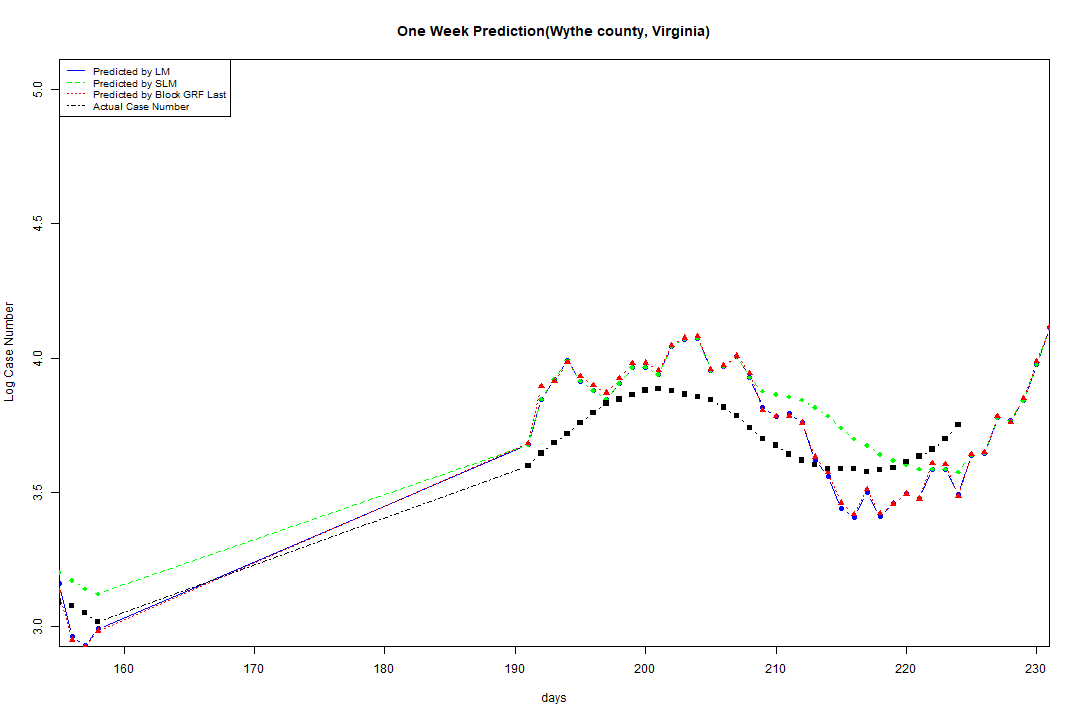 One Week Prediction(Wythe county, Virginia)
Predicted by LM
Predicted by SLM
Predicted by Block GRF Last
Actual Case Number
5.0
4.5
4.0
3.5
3.0
Log Case Number
160 170 180 190 200 210 220 230
days